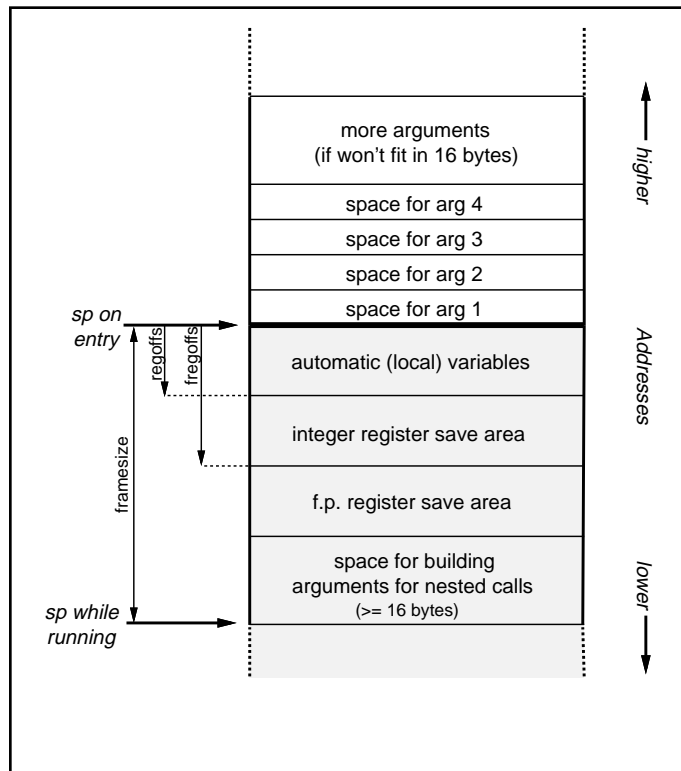 more arguments
(if won't fit in 16 bytes)
higher
space for arg 4
space for arg 3
space for arg 2
space for arg 1
sp on
entry
regoffs
fregoffs
Addresses
automatic (local) variables
integer register save area
framesize
f.p. register save area
space for building
arguments for nested calls
(>= 16 bytes)
lower
sp while
running